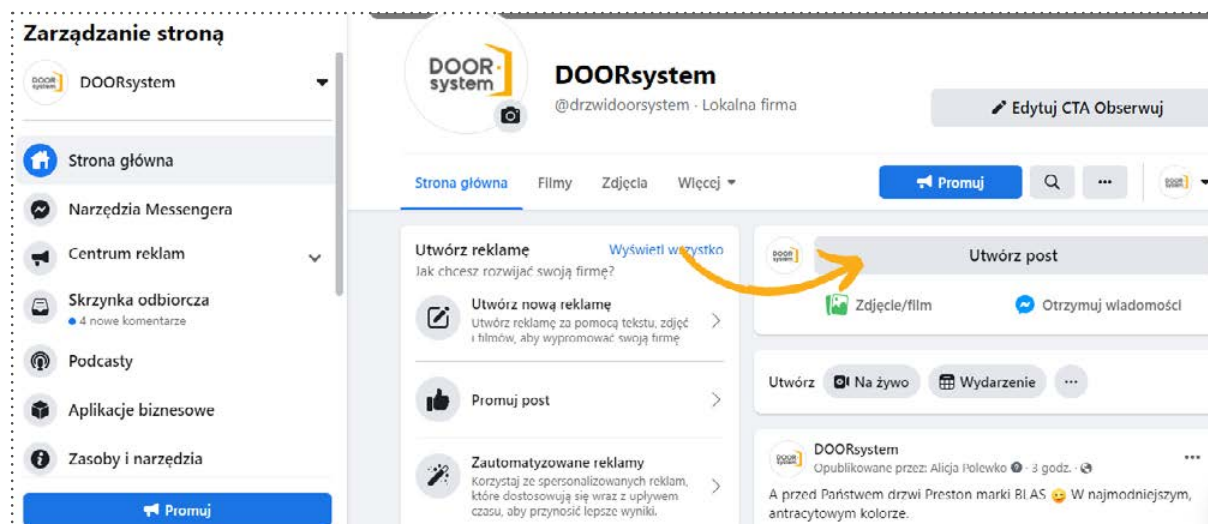 Zarządzanie stroną
DOOR system
DOORsystem
Strona główna
Narzędzia Messengera
Centrum reklam
Skrzynka odbiorcza
4 nowe komentarze
Podcasty
Aplikacje biznesowe
Zasoby i narzędzia
Promuj
DOOR
system
DOORsystem
@drzwidoorsystem · Lokalna firma
Edytuj CTA Obserwuj
Strona główna Filmy Zdjęcia Więcej
Promuj
Utwórz reklamę Wyświetl wszystko
Jak chcesz rozwijać swoją firmę?
Utwórz nową reklamę
Utwórz reklamę za pomocą tekstu, zdjęć
i filmów, aby wypromować swoją firmę
Promuj post
Zautomatyzowane reklamy
Korzystaj ze spersonalizowanych reklam,
które dostosowują się wraz z upływem
czasu, aby przynosić lepsze wyniki.
Utwórz post
Zdjęcie/film Otrzymuj wiadomości
Utwórz Na żywo Wydarzenie
DOORsystem
Opublikowane przez: Alicja Polewko · 3 godz. ·
A przed Państwem drzwi Preston marki BLAS 😉 W najmodniejszym,
antracytowym kolorze.